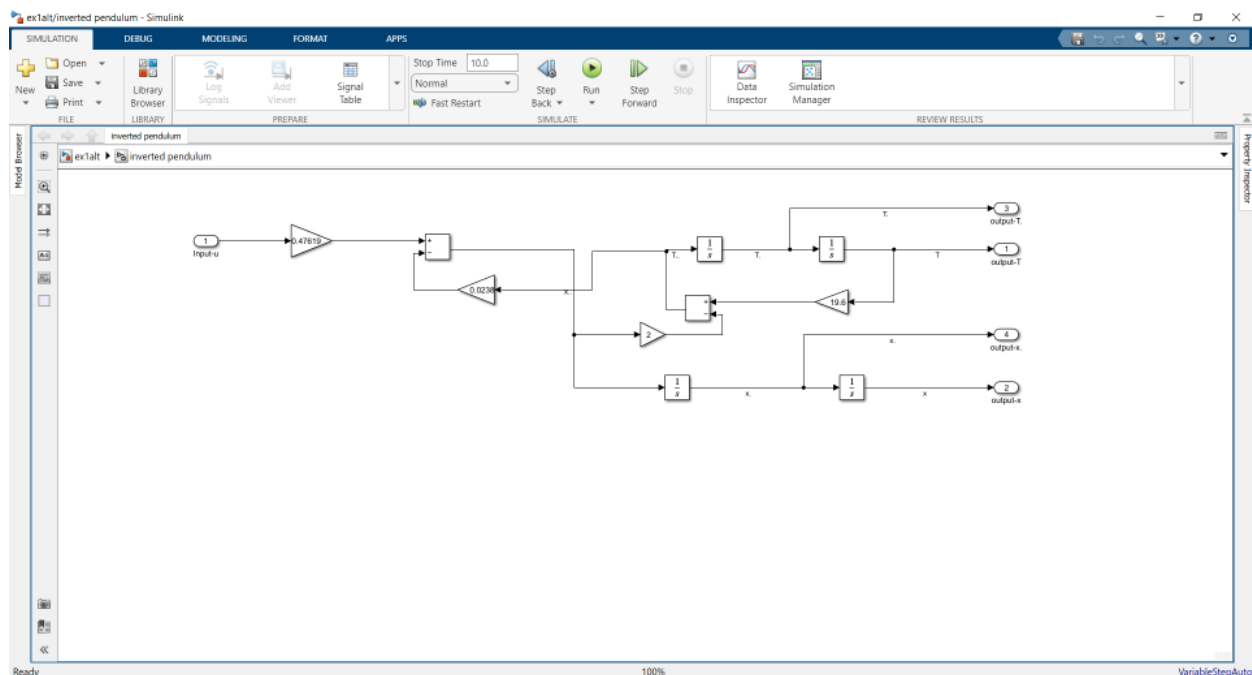 ex1alt/inverted pendulum - Simulink
SIMULATION DEBUG MODELING FORMAT APPS
New
Open
Save
Print
Library Browser
Log Signals
Add Viewer
Signal Table
Stop Time 10.0
Normal
Fast Restart
Step Back
Run
Step Forward
Stop
Data Inspector
Simulation Manager
FILE LIBRARY PREPARE SIMULATE REVIEW RESULTS
Model Browser
Property Inspector
inverted pendulum
ex1alt inverted pendulum
1
Input-u
0.47619
+
−
0.0238
x..
T..
1
s
T.
1
s
T
T.
3
output-T.
1
output-T
+
−
19.6
2
x.
4
output-x.
1
s
x.
1
s
x
2
output-x
Ready 100% VariableStepAuto